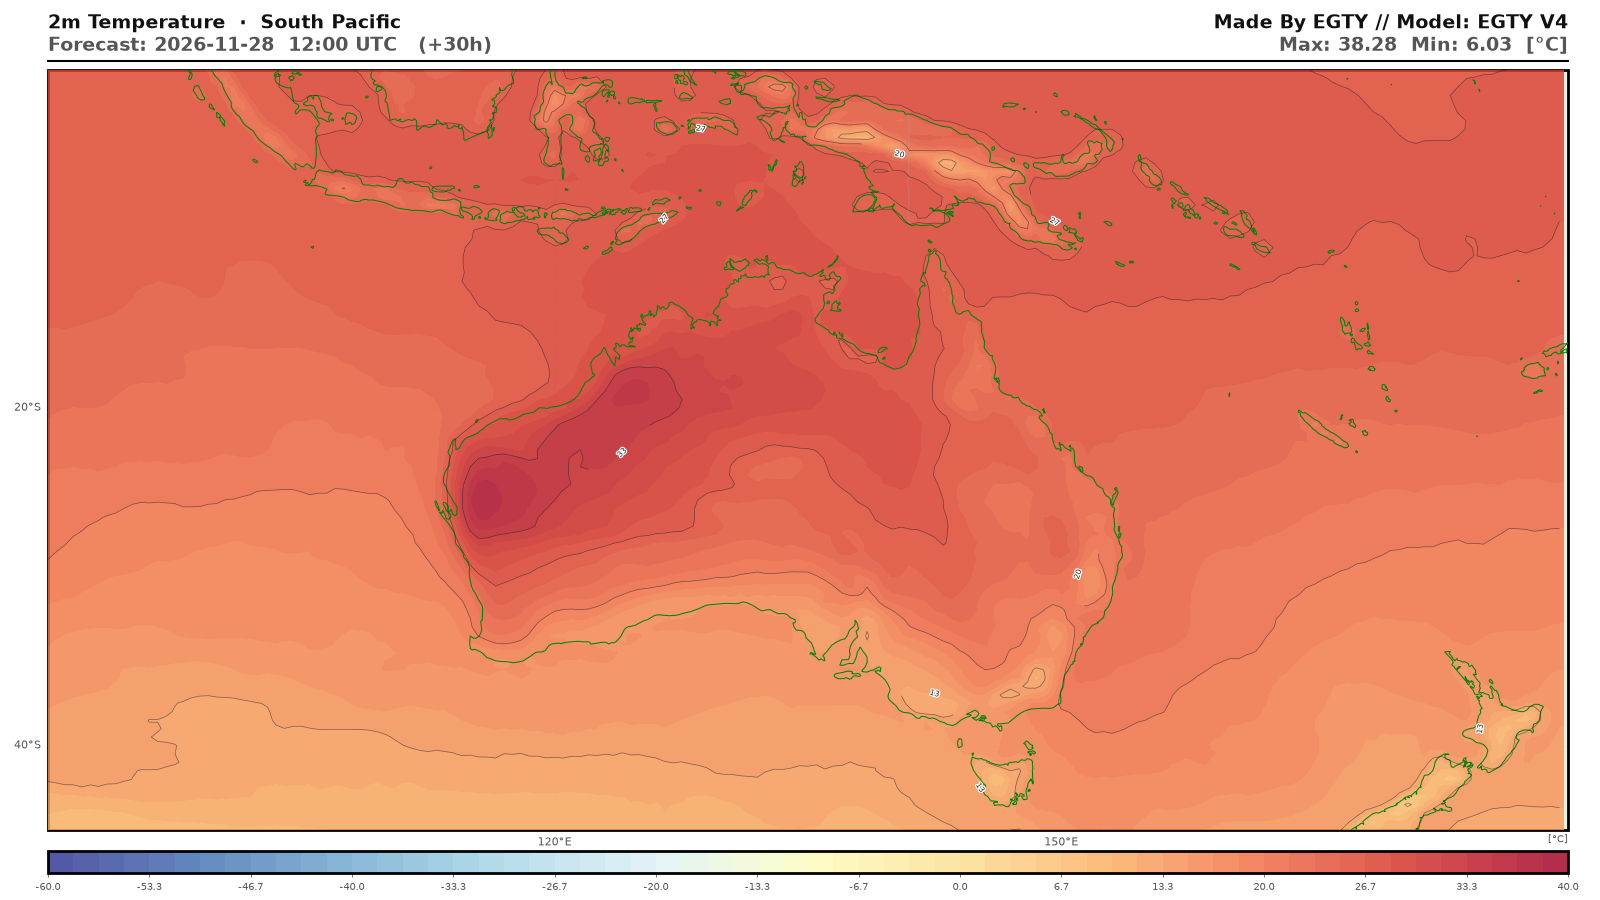 2m Temperature · South Pacific
Made By EGTY // Model: EGTY V4
Forecast: 2026-11-28 12:00 UTC (+30h)
Max: 38.28 Min: 6.03 [°C]
27
20
27
27
20°S
33
20
13
13
40°S
13
120°E
150°E
[°C]
-60.0 -53.3 -46.7 -40.0 -33.3 -26.7 -20.0 -13.3 -6.7 0.0 6.7 13.3 20.0 26.7 33.3 40.0